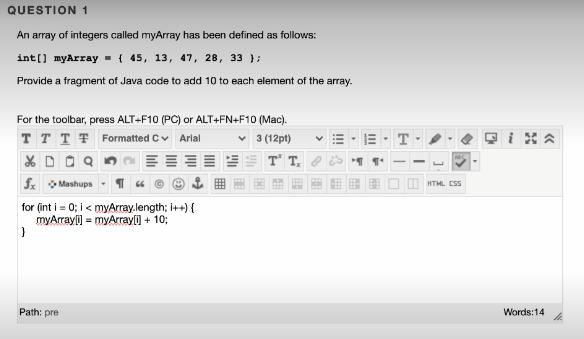 QUESTION 1
An array of integers called myArray has been defined as follows:
int[] myArray = { 45, 13, 47, 28, 33 };
Provide a fragment of Java code to add 10 to each element of the array.
For the toolbar, press ALT+F10 (PC) or ALT+FN+F10 (Mac).
T T T T Formatted C Arial 3 (12pt) T i
T T
fx Mashups ¶ “ © HTML CSS
for (int i = 0; i < myArray.length; i++) {
myArray[i] = myArray[i] + 10;
}
Path: pre Words:14